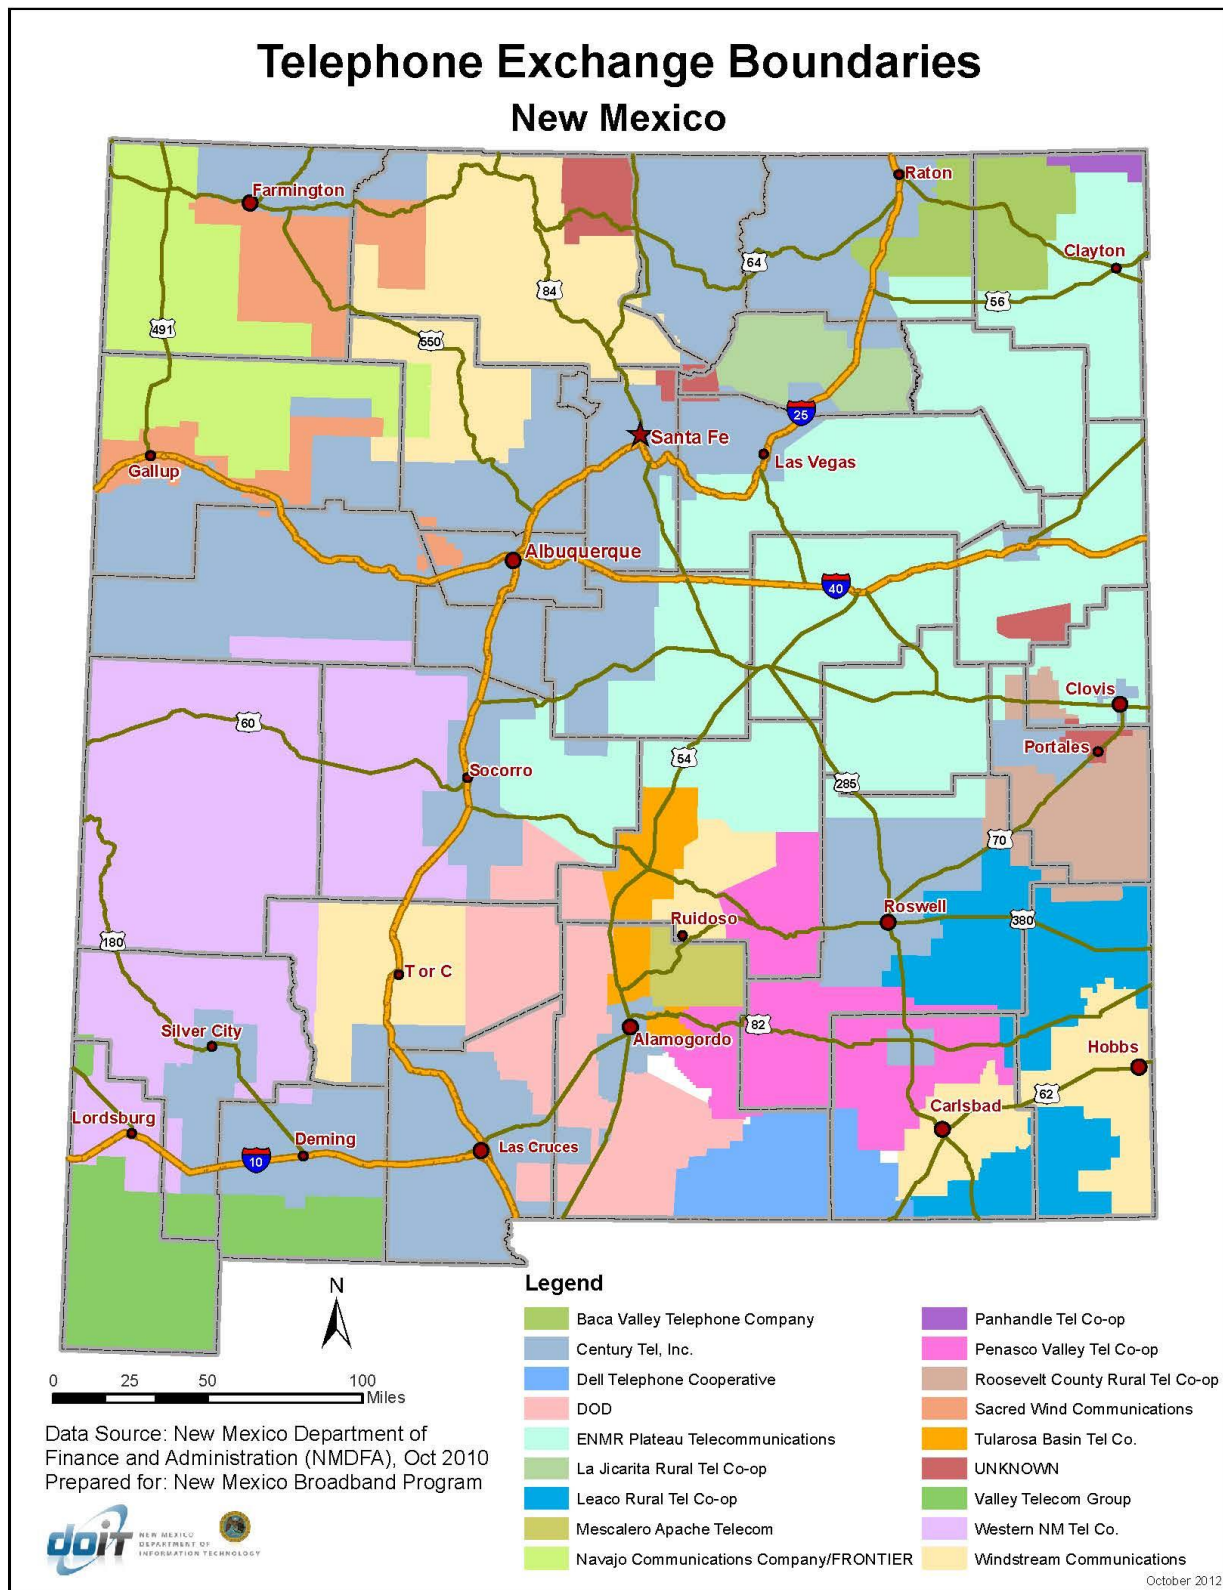 Telephone Exchange Boundaries
New Mexico
Farmington
Raton
Clayton
64
84
56
491
550
25
Santa Fe
Las Vegas
Gallup
Albuquerque
40
Clovis
60
Portales
54
Socorro
285
70
Roswell
Ruidoso
380
180
T or C
Silver City
82
Alamogordo
Hobbs
62
Lordsburg
Carlsbad
Deming
Las Cruces
10
N
Legend
Baca Valley Telephone Company
Century Tel, Inc.
Dell Telephone Cooperative
DOD
ENMR Plateau Telecommunications
La Jicarita Rural Tel Co-op
Leaco Rural Tel Co-op
Mescalero Apache Telecom
Navajo Communications Company/FRONTIER
Panhandle Tel Co-op
Penasco Valley Tel Co-op
Roosevelt County Rural Tel Co-op
Sacred Wind Communications
Tularosa Basin Tel Co.
UNKNOWN
Valley Telecom Group
Western NM Tel Co.
Windstream Communications
0 25 50 100
Miles
Data Source: New Mexico Department of
Finance and Administration (NMDFA), Oct 2010
Prepared for: New Mexico Broadband Program
doit
NEW MEXICO
DEPARTMENT OF
INFORMATION TECHNOLOGY
October 2012